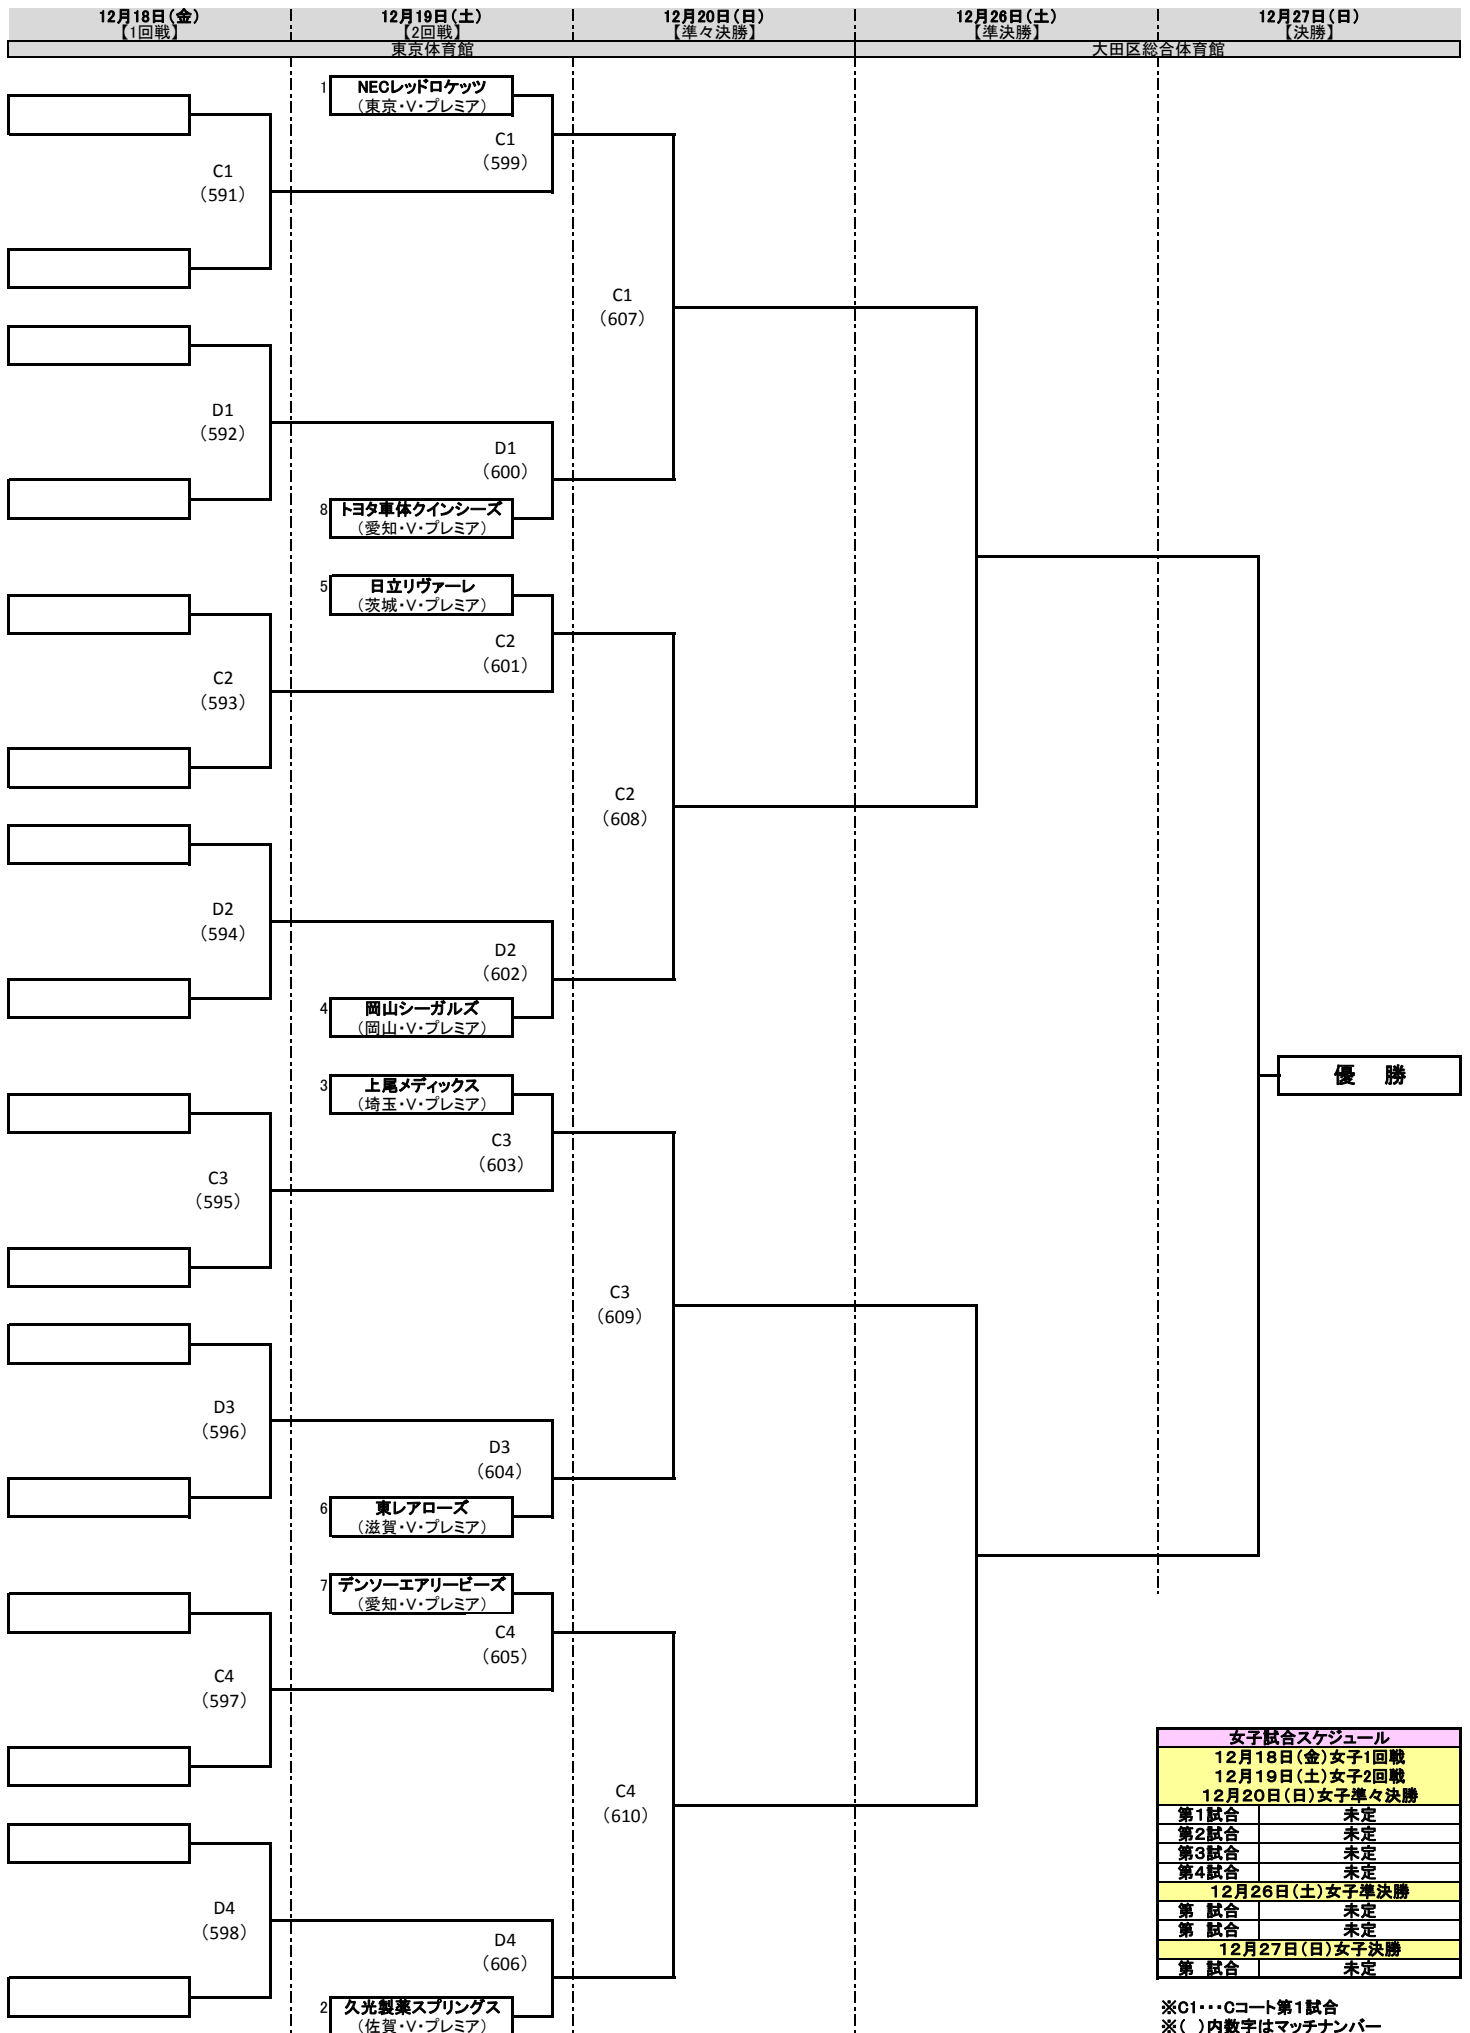 12月18日(金) 12月19日(土) 12月20日(日) 12月26日(土) 12月27日(日)
【1回戦】 【2回戦】 【準々決勝】 【準決勝】 【決勝】
東京体育館 大田区総合体育館
1 NECレッドロケッツ
(東京・V・プレミア)
C1
(599)
C1
(591)
C1
(607)
D1
(592)
D1
(600)
8 トヨタ車体クインシーズ
(愛知・V・プレミア)
5 日立リヴァーレ
(茨城・V・プレミア)
C2
(601)
C2
(593)
C2
(608)
D2
(594)
D2
(602)
4 岡山シーガルズ
(岡山・V・プレミア)
優 勝
3 上尾メディックス
(埼玉・V・プレミア)
C3
(603)
C3
(595)
C3
(609)
D3
(596)
D3
(604)
6 東レアローズ
(滋賀・V・プレミア)
7 デンソーエアリービーズ
(愛知・V・プレミア)
C4
(605)
C4
(597)
C4
(610)
D4
(598)
D4
(606)
2 久光製薬スプリングス
(佐賀・V・プレミア)
女子試合スケジュール
12月18日(金)女子1回戦
12月19日(土)女子2回戦
12月20日(日)女子準々決勝
第1試合 未定
第2試合 未定
第3試合 未定
第4試合 未定
12月26日(土)女子準決勝
第 試合 未定
第 試合 未定
12月27日(日)女子決勝
第 試合 未定
※C1・・・Cコート第1試合
※( )内数字はマッチナンバー